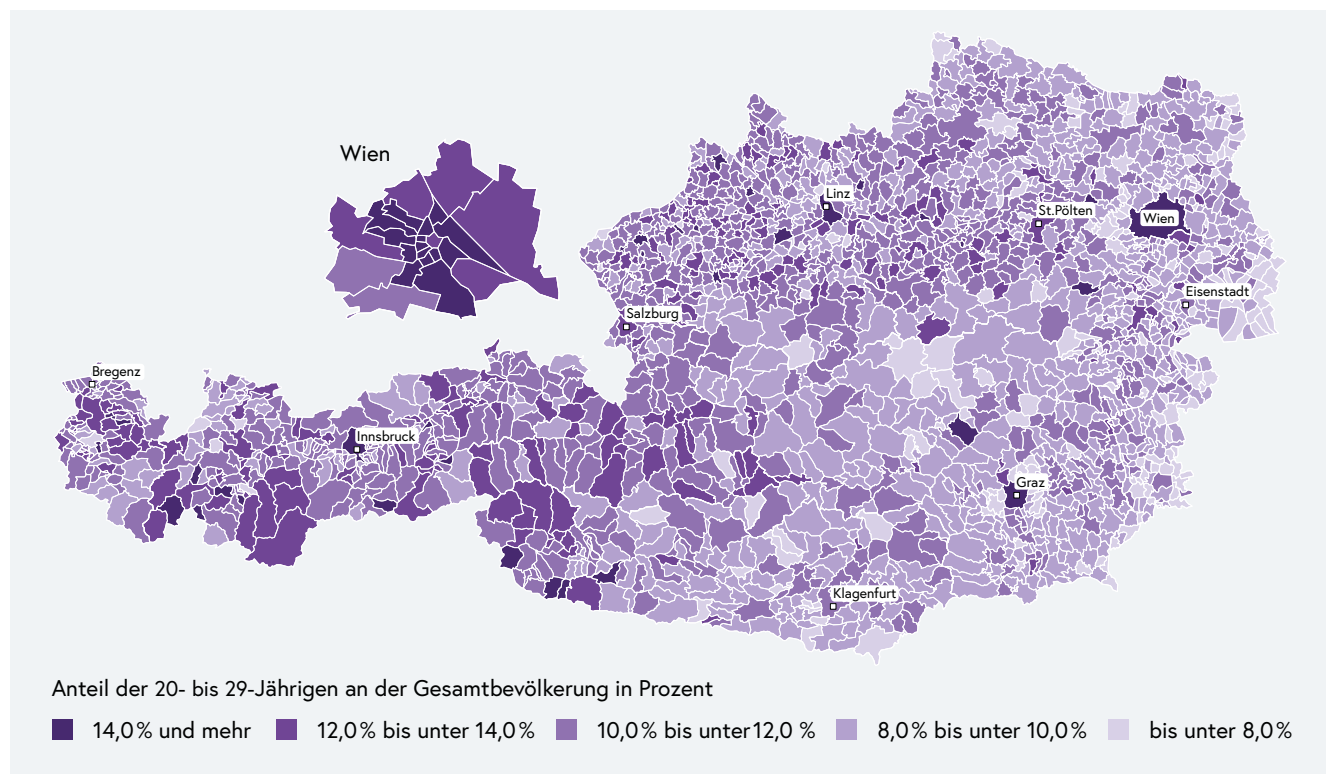 Wien
Linz
St.Pölten
Wien
Eisenstadt
Salzburg
Bregenz
Innsbruck
Graz
Klagenfurt
Anteil der 20- bis 29-Jährigen an der Gesamtbevölkerung in Prozent
14,0% und mehr 12,0% bis unter 14,0% 10,0% bis unter 12,0 % 8,0% bis unter 10,0% bis unter 8,0%